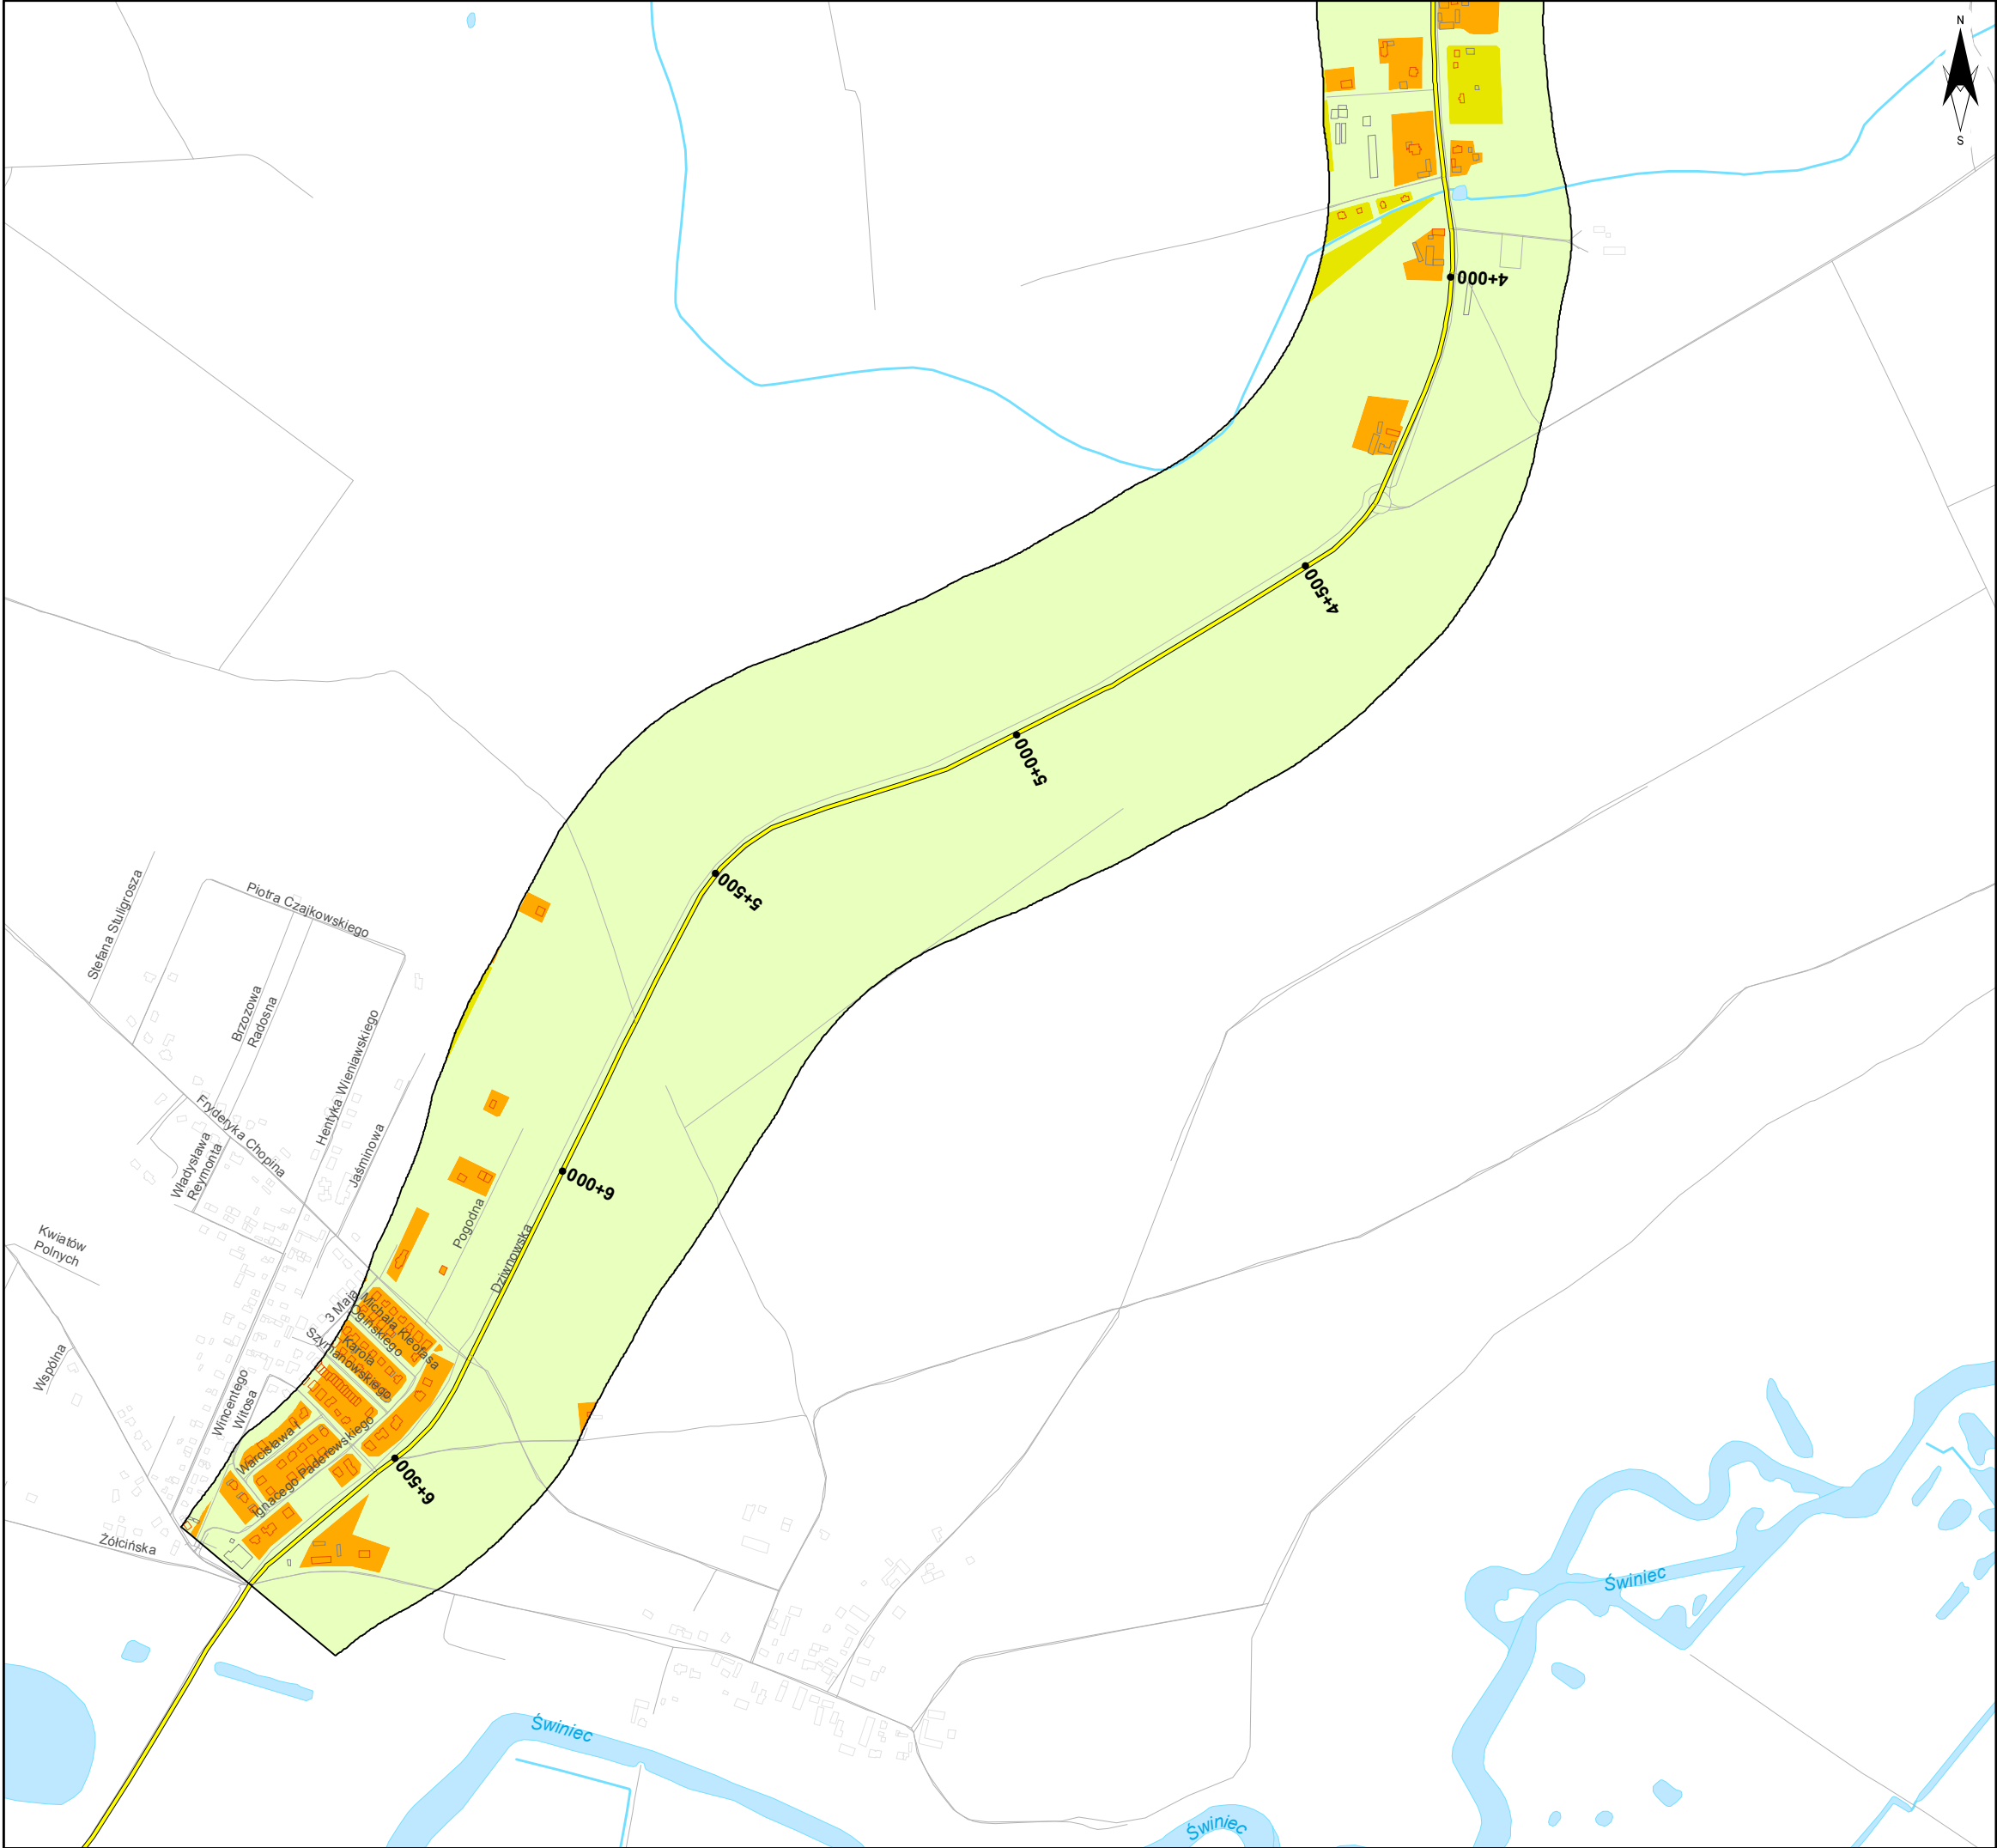 N
S
4+000
4+500
5+000
5+500
Stefana Stuligrosza
Piotra Czajkowskiego
Brzozowa
Radosna
Hentyka Wieniawskiego
Fryderyka Chopina
Władysława
Reymonta
Jaśminowa
6+000
Pogodna
Dziwnowska
Kwiatów
Polnych
3 Maja
Michała Kleofasa
Ogińskiego
Karola
Szymanowskiego
Wspólna
Wincentego
Witosa
Warcisława I
Ignacego Paderewskiego
6+500
Żółcińska
Świniec
Świniec
Świniec